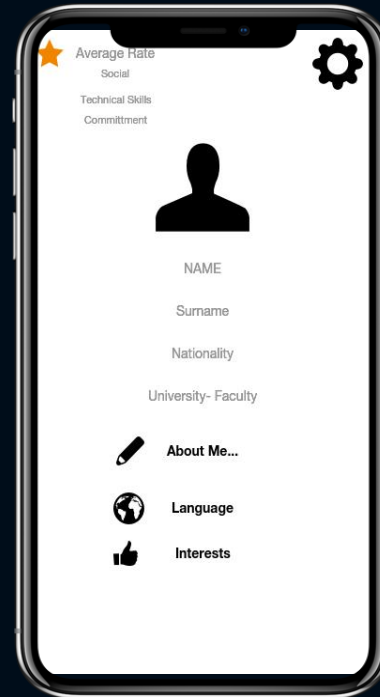 Average Rate
Social
Technical Skills
Committment
NAME
Surname
Nationality
University- Faculty
About Me...
Language
Interests